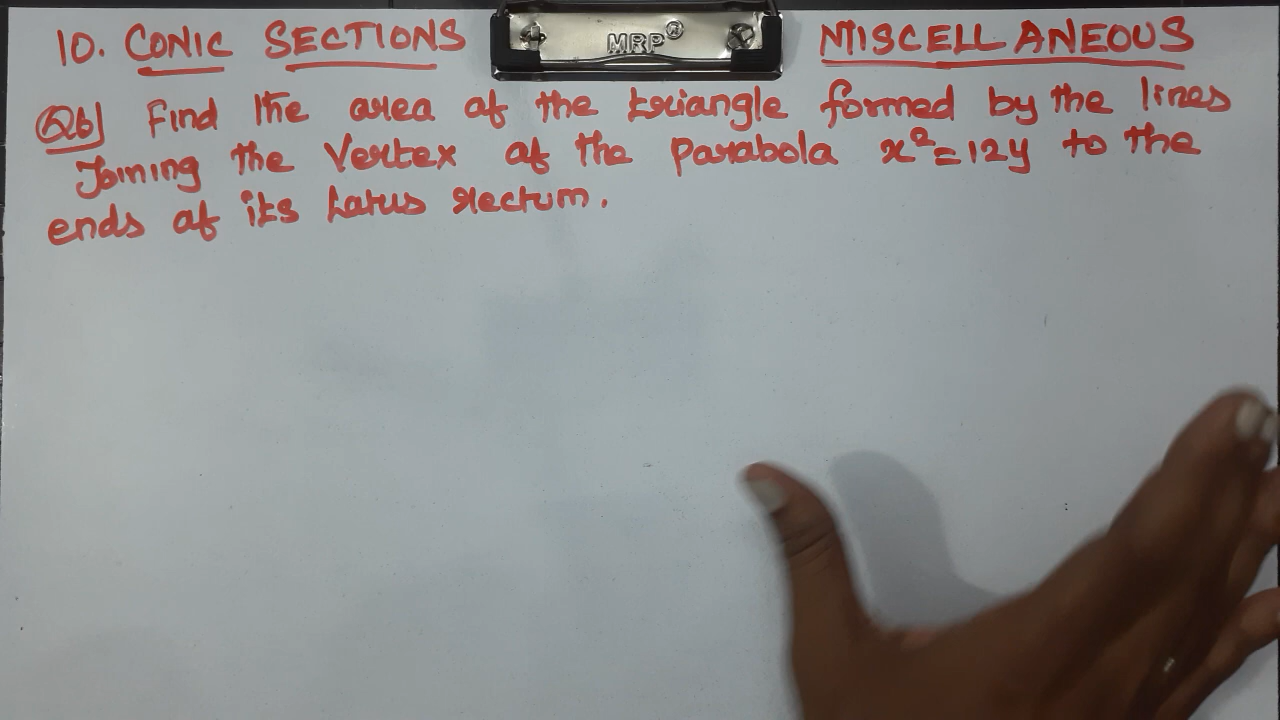 10. CONIC SECTIONS MRP® MISCELLANEOUS
Q6] Find the area of the triangle formed by the lines
Joining the Vertex of the Parabola x²=12y to the
ends of its Latus rectum.